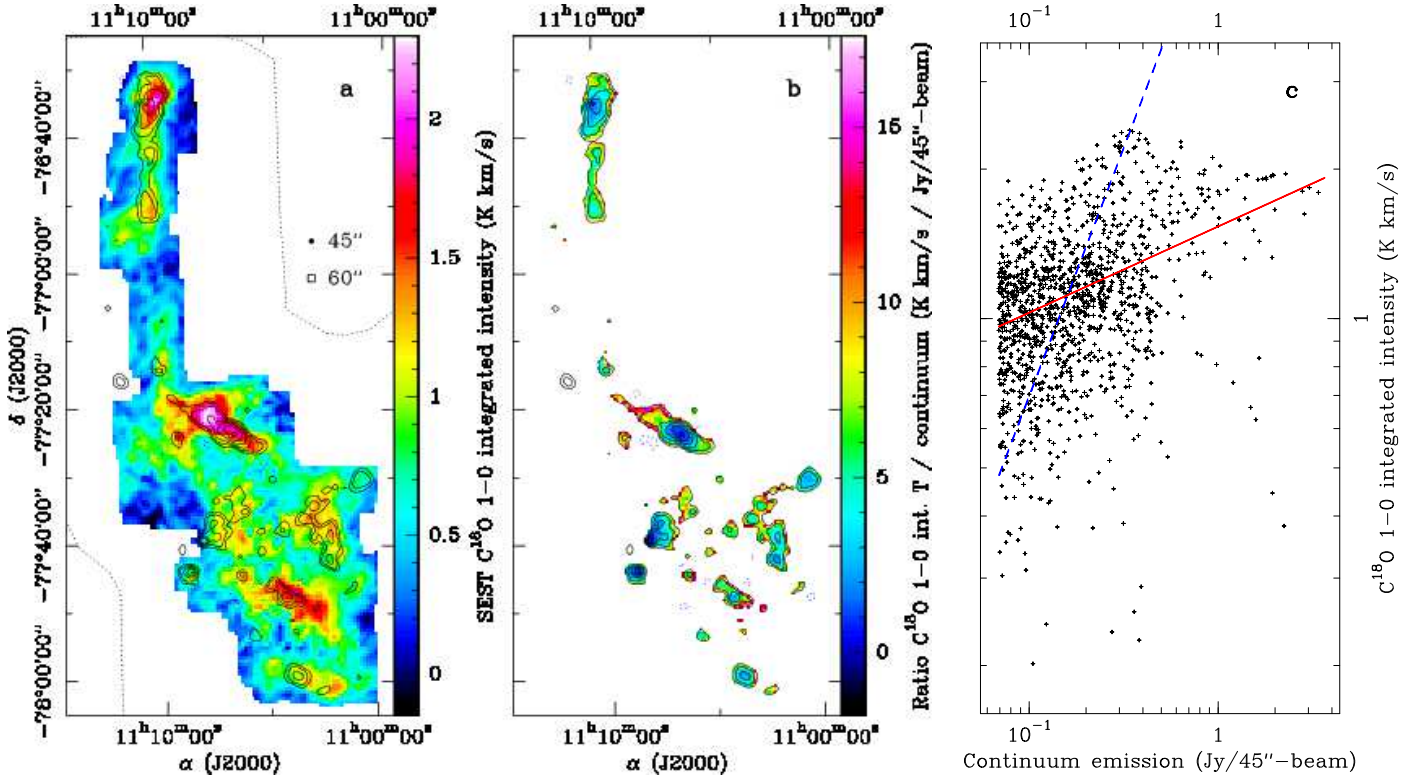 11ʰ10ᵐ00ˢ 11ʰ00ᵐ00ˢ
a
−76°40′00″
−77°00′00″
−77°20′00″
−77°40′00″
−78°00′00″
δ (J2000)
45″
60″
11ʰ10ᵐ00ˢ 11ʰ00ᵐ00ˢ
α (J2000)
2
1.5
1
0.5
0
SEST C¹⁸O 1−0 integrated intensity (K km/s)
11ʰ10ᵐ00ˢ 11ʰ00ᵐ00ˢ
b
11ʰ10ᵐ00ˢ 11ʰ00ᵐ00ˢ
α (J2000)
15
10
5
0
Ratio C¹⁸O 1−0 int. T / continuum (K km/s / Jy/45″−beam)
10⁻¹ 1
c
1
C¹⁸O 1−0 integrated intensity (K km/s)
10⁻¹ 1
Continuum emission (Jy/45″−beam)